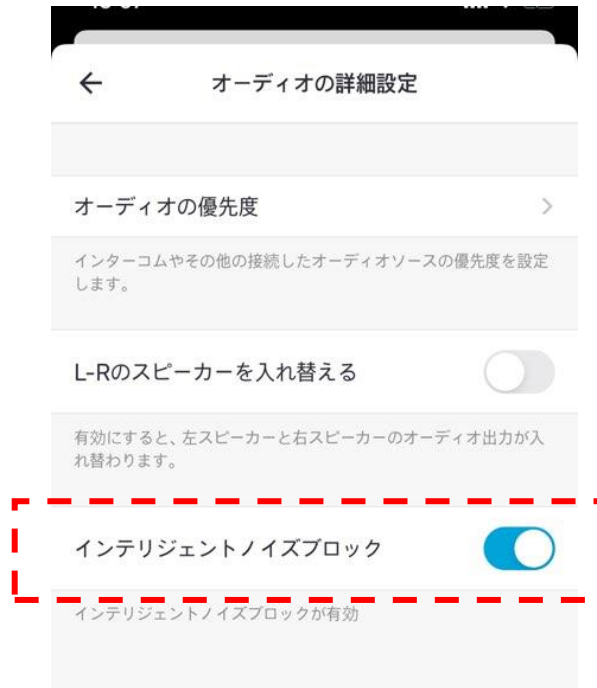 オーディオの詳細設定
オーディオの優先度
インターコムやその他の接続したオーディオソースの優先度を設定
します。
L-Rのスピーカーを入れ替える
有効にすると、左スピーカーと右スピーカーのオーディオ出力が入
れ替わります。
インテリジェントノイズブロック
インテリジェントノイズブロックが有効